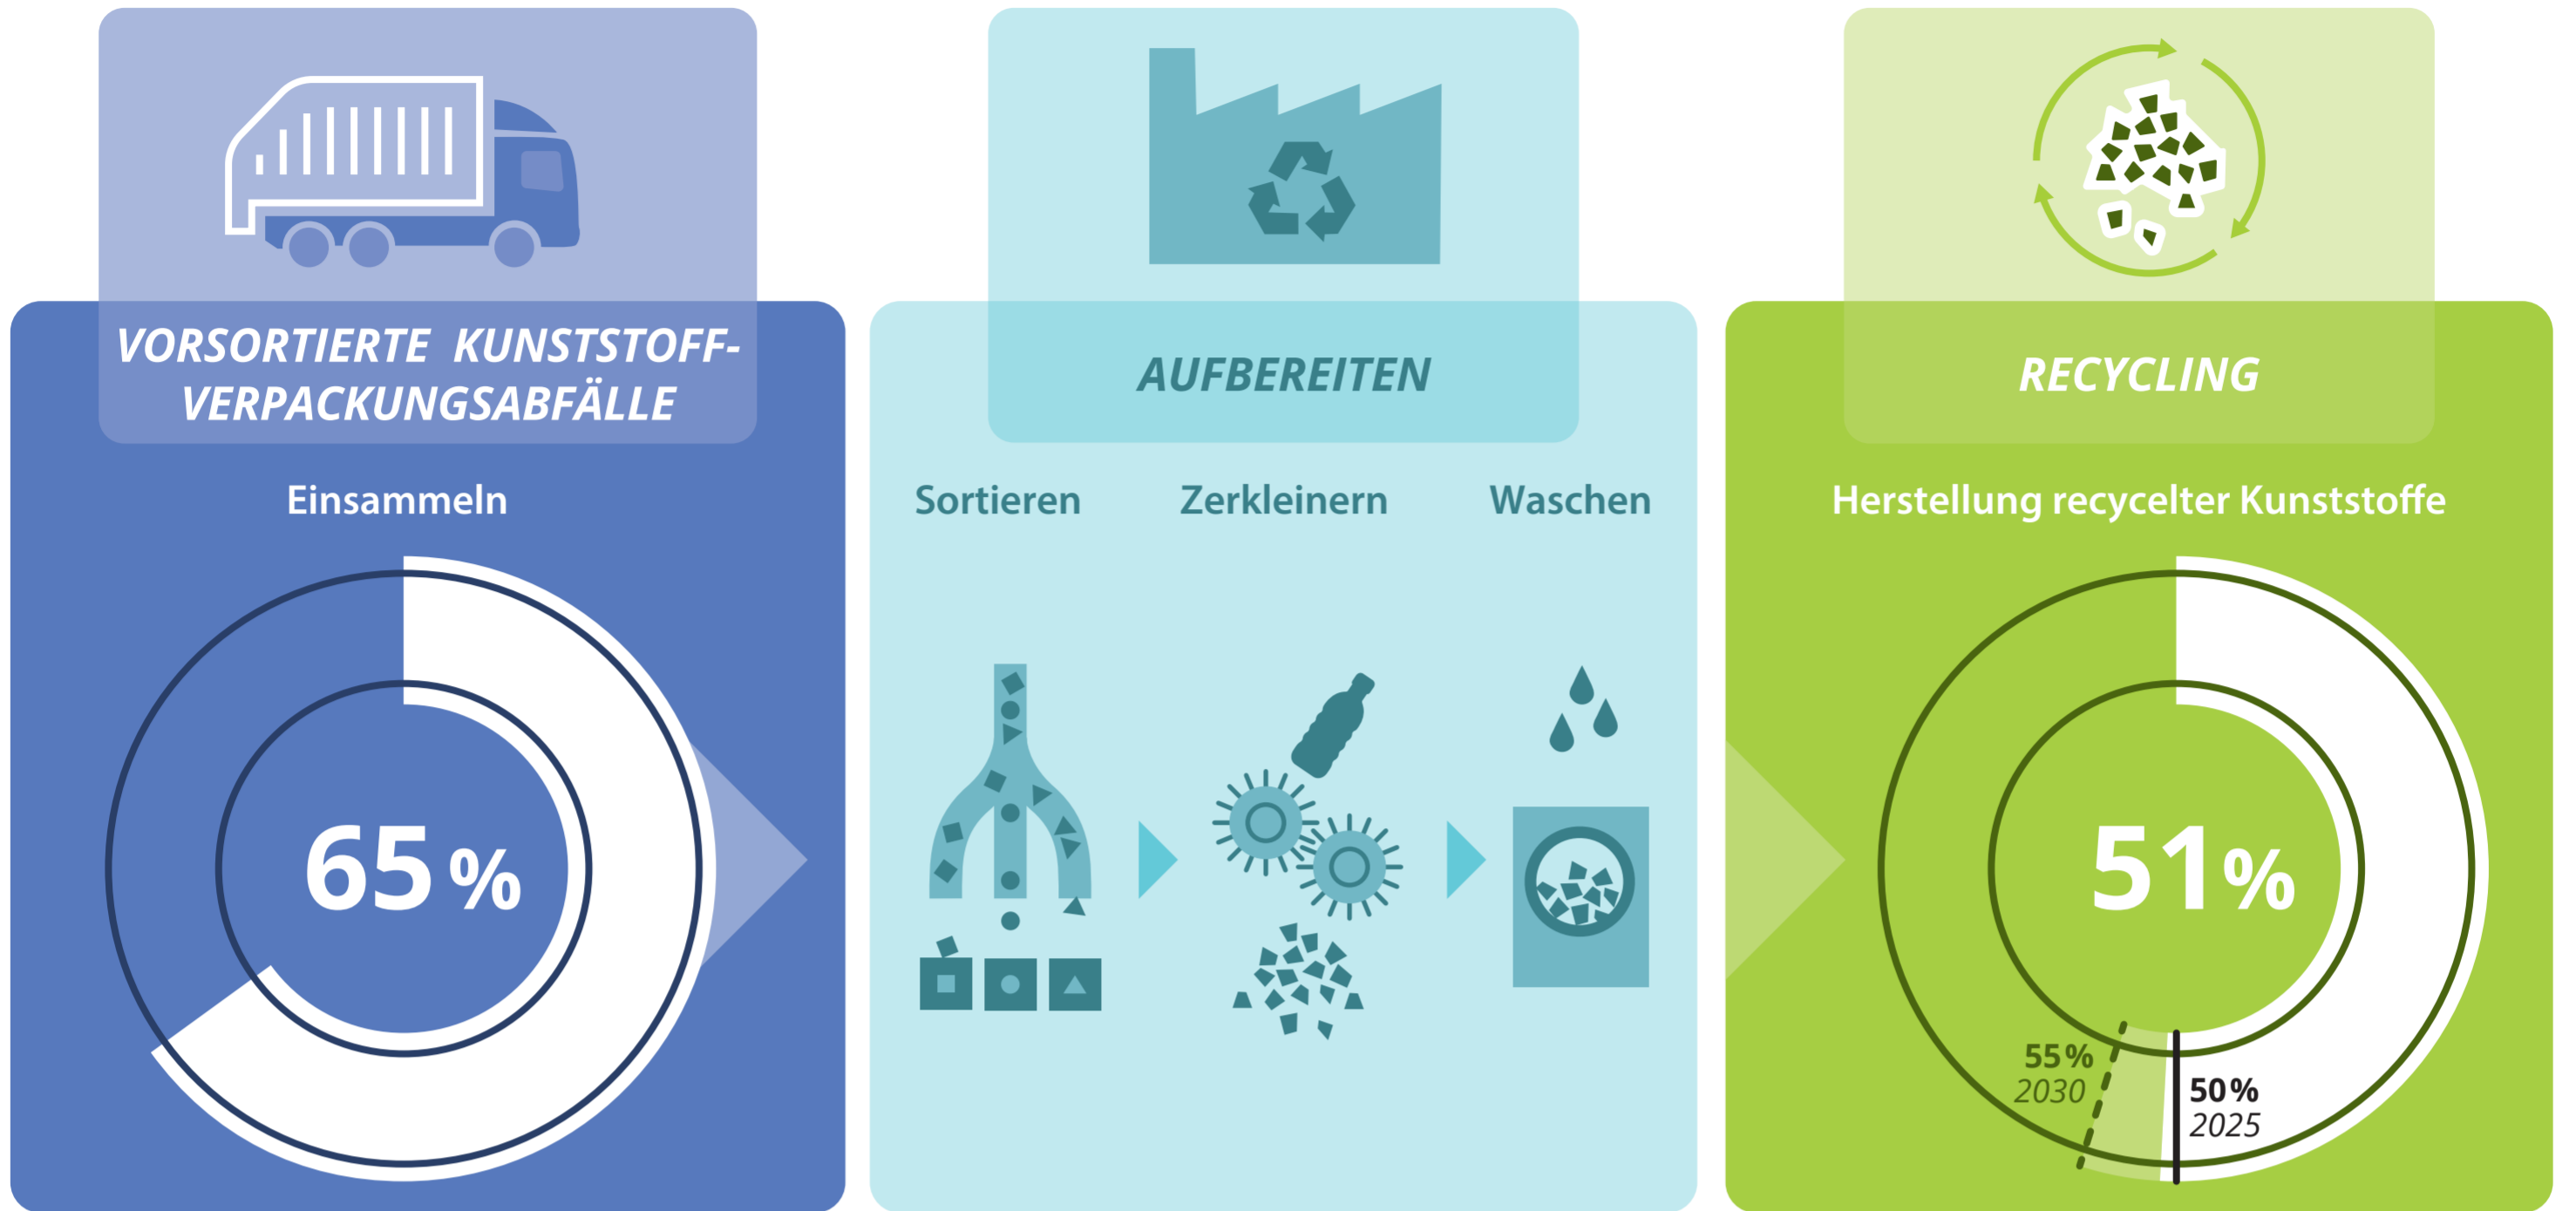 VORSORTIERTE KUNSTSTOFF-
VERPACKUNGSABFÄLLE
Einsammeln
65 %
AUFBEREITEN
Sortieren
Zerkleinern
Waschen
RECYCLING
Herstellung recycelter Kunststoffe
51%
55%
2030
50%
2025